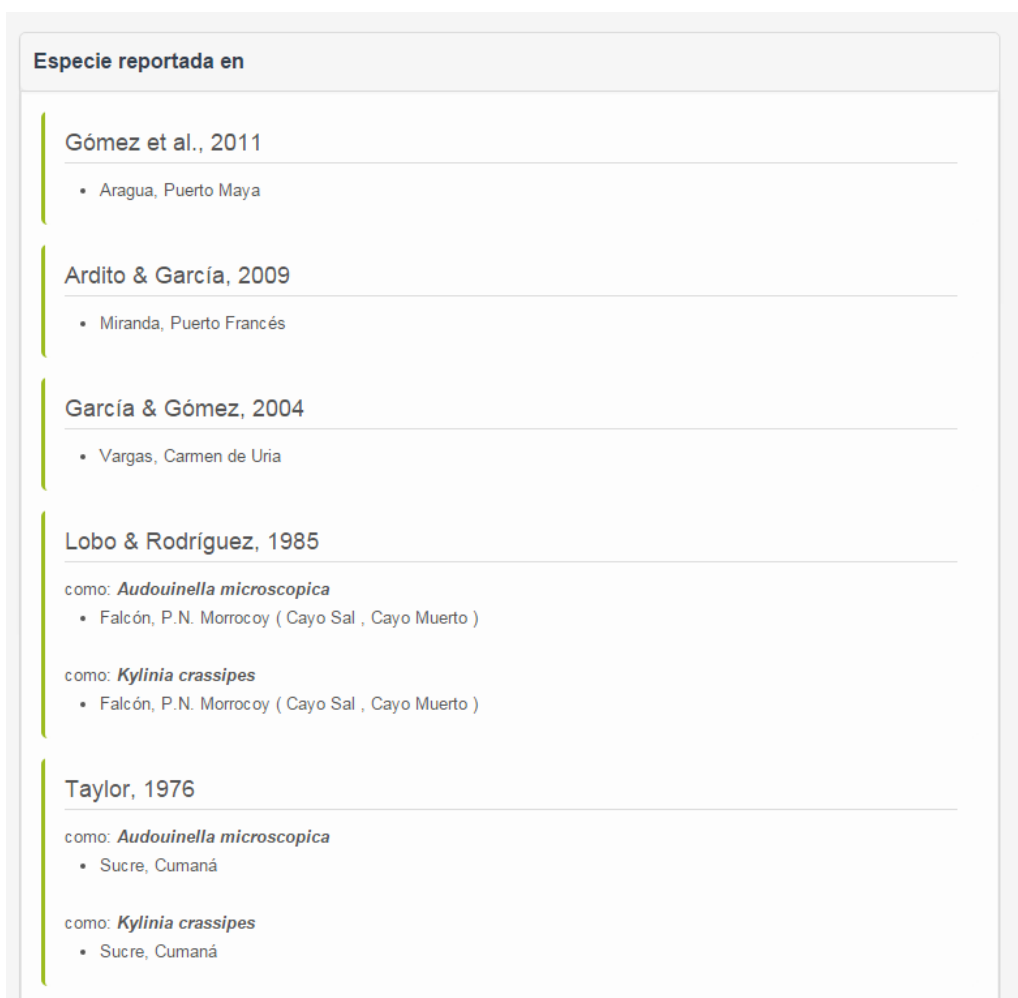 Especie reportada en
Gómez et al., 2011
• Aragua, Puerto Maya
Ardito & García, 2009
• Miranda, Puerto Francés
García & Gómez, 2004
• Vargas, Carmen de Uria
Lobo & Rodríguez, 1985
como: Audouinella microscopica
• Falcón, P.N. Morrocoy ( Cayo Sal , Cayo Muerto )
como: Kylinia crassipes
• Falcón, P.N. Morrocoy ( Cayo Sal , Cayo Muerto )
Taylor, 1976
como: Audouinella microscopica
• Sucre, Cumaná
como: Kylinia crassipes
• Sucre, Cumaná